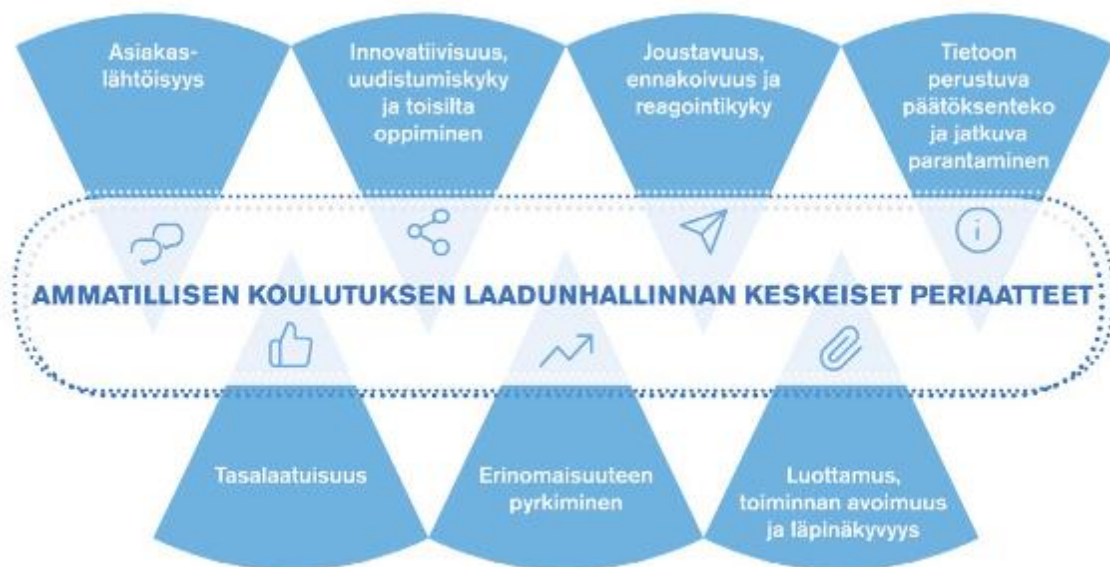 Asiakas-
lähtöisyys
Innovatiivisuus,
uudistumiskyky
ja toisilta
oppiminen
Joustavuus,
ennakoivuus ja
reagointikyky
Tietoon
perustuva
päätöksenteko
ja jatkuva
parantaminen
AMMATILLISEN KOULUTUKSEN LAADUNHALLINNAN KESKEISET PERIAATTEET
Tasalaatuisuus
Erinomaisuuteen
pyrkiminen
Luottamus,
toiminnan avoimuus
ja läpinäkyvyys